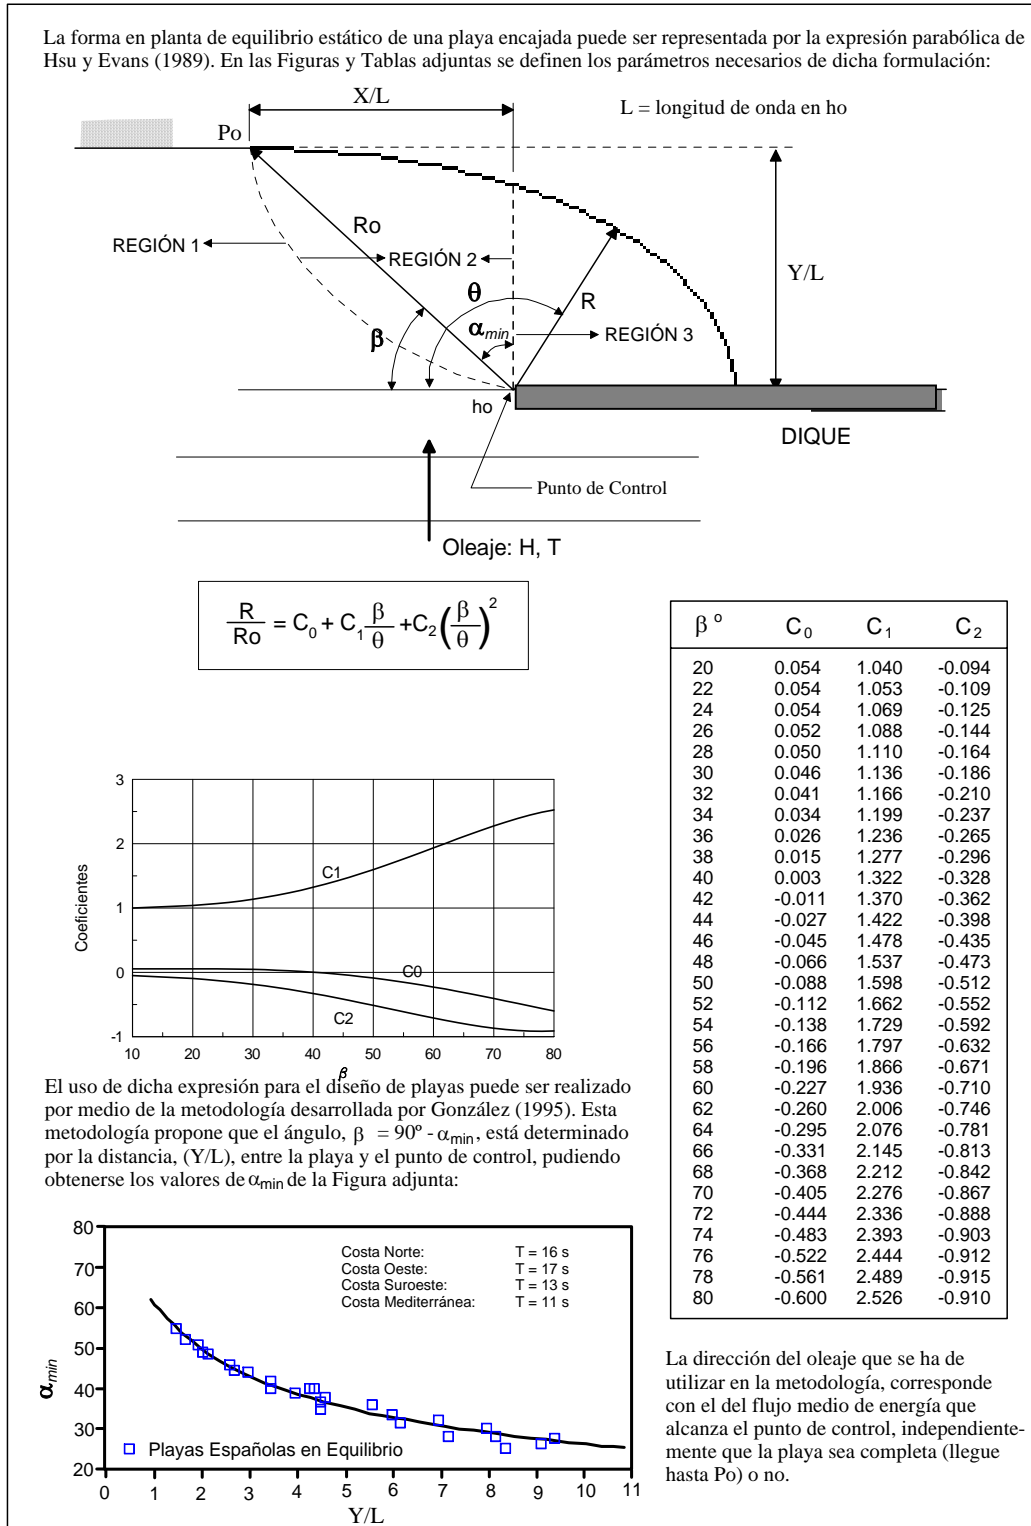 La forma en planta de equilibrio estático de una playa encajada puede ser representada por la expresión parabólica de
Hsu y Evans (1989). En las Figuras y Tablas adjuntas se definen los parámetros necesarios de dicha formulación:
X/L
L = longitud de onda en ho
Po
Ro
REGIÓN 1
REGIÓN 2
Y/L
θ
R
αmin
REGIÓN 3
β
ho
DIQUE
Punto de Control
Oleaje: H, T
R/Ro = C0 + C1 β/θ + C2 (β/θ)²
β º C0 C1 C2
20 0.054 1.040 -0.094
22 0.054 1.053 -0.109
24 0.054 1.069 -0.125
26 0.052 1.088 -0.144
28 0.050 1.110 -0.164
30 0.046 1.136 -0.186
32 0.041 1.166 -0.210
34 0.034 1.199 -0.237
36 0.026 1.236 -0.265
38 0.015 1.277 -0.296
40 0.003 1.322 -0.328
42 -0.011 1.370 -0.362
44 -0.027 1.422 -0.398
46 -0.045 1.478 -0.435
48 -0.066 1.537 -0.473
50 -0.088 1.598 -0.512
52 -0.112 1.662 -0.552
54 -0.138 1.729 -0.592
56 -0.166 1.797 -0.632
58 -0.196 1.866 -0.671
60 -0.227 1.936 -0.710
62 -0.260 2.006 -0.746
64 -0.295 2.076 -0.781
66 -0.331 2.145 -0.813
68 -0.368 2.212 -0.842
70 -0.405 2.276 -0.867
72 -0.444 2.336 -0.888
74 -0.483 2.393 -0.903
76 -0.522 2.444 -0.912
78 -0.561 2.489 -0.915
80 -0.600 2.526 -0.910
3
2
1
0
-1
Coeficientes
C1
C0
C2
10 20 30 40 50 60 70 80
β
El uso de dicha expresión para el diseño de playas puede ser realizado
por medio de la metodología desarrollada por González (1995). Esta
metodología propone que el ángulo, β = 90º - αmin, está determinado
por la distancia, (Y/L), entre la playa y el punto de control, pudiendo
obtenerse los valores de αmin de la Figura adjunta:
80
70
60
50
40
30
20
αmin
Costa Norte: T = 16 s
Costa Oeste: T = 17 s
Costa Suroeste: T = 13 s
Costa Mediterránea: T = 11 s
Playas Españolas en Equilibrio
0 1 2 3 4 5 6 7 8 9 10 11
Y/L
La dirección del oleaje que se ha de
utilizar en la metodología, corresponde
con el del flujo medio de energía que
alcanza el punto de control, independiente-
mente que la playa sea completa (llegue
hasta Po) o no.